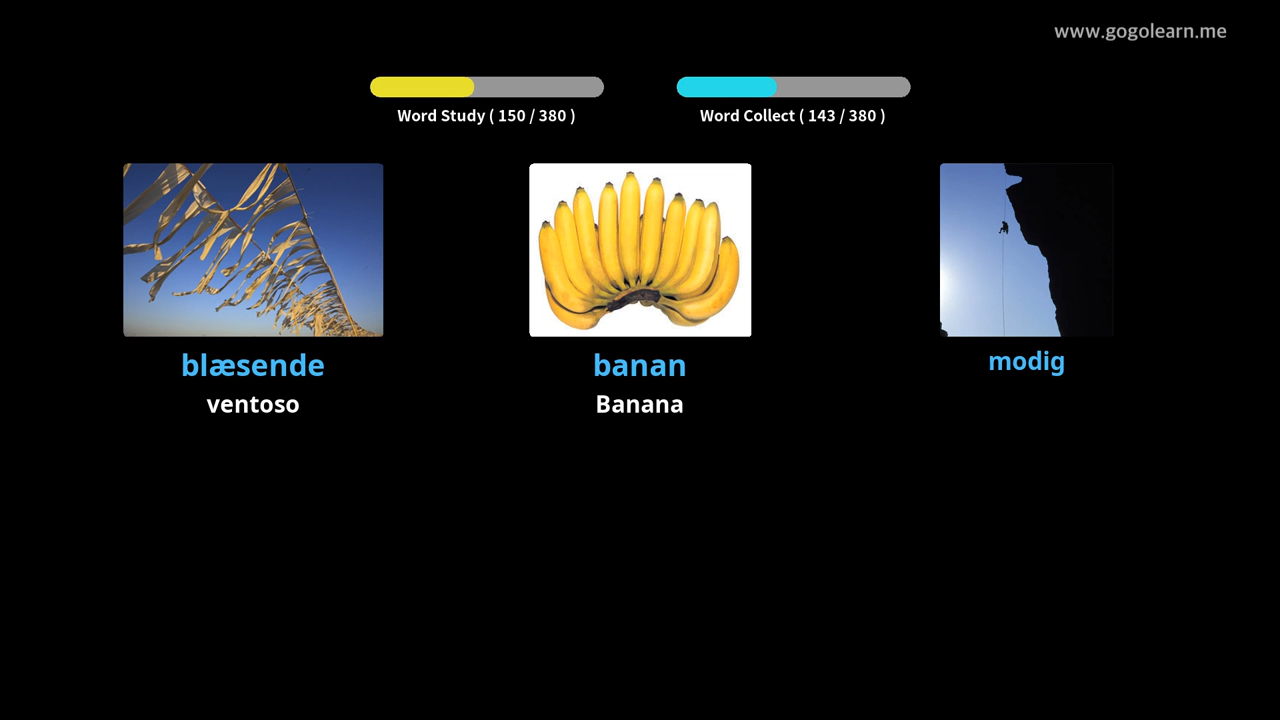 www.gogolearn.me
Word Study ( 150 / 380 )
Word Collect ( 143 / 380 )
blæsende
ventoso
banan
Banana
modig